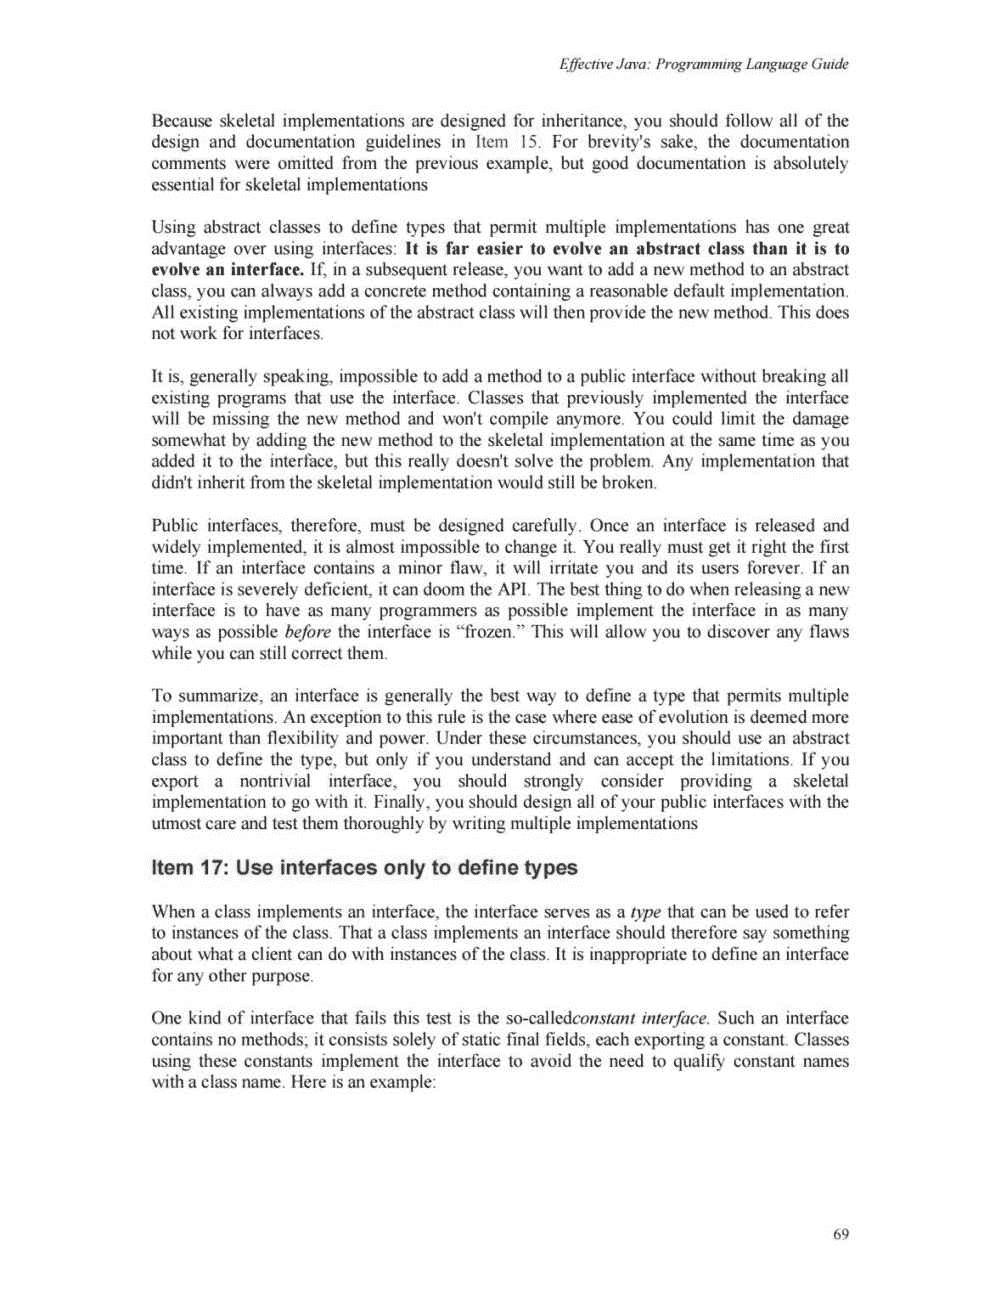 Effective Java: Programming Language Guide
Because skeletal implementations are designed for inheritance, you should follow all of the
design and documentation guidelines in Item 15. For brevity's sake, the documentation
comments were omitted from the previous example, but good documentation is absolutely
essential for skeletal implementations
Using abstract classes to define types that permit multiple implementations has one great
advantage over using interfaces: It is far easier to evolve an abstract class than it is to
evolve an interface. If, in a subsequent release, you want to add a new method to an abstract
class, you can always add a concrete method containing a reasonable default implementation.
All existing implementations of the abstract class will then provide the new method. This does
not work for interfaces.
It is, generally speaking, impossible to add a method to a public interface without breaking all
existing programs that use the interface. Classes that previously implemented the interface
will be missing the new method and won't compile anymore. You could limit the damage
somewhat by adding the new method to the skeletal implementation at the same time as you
added it to the interface, but this really doesn't solve the problem. Any implementation that
didn't inherit from the skeletal implementation would still be broken.
Public interfaces, therefore, must be designed carefully. Once an interface is released and
widely implemented, it is almost impossible to change it. You really must get it right the first
time. If an interface contains a minor flaw, it will irritate you and its users forever. If an
interface is severely deficient, it can doom the API. The best thing to do when releasing a new
interface is to have as many programmers as possible implement the interface in as many
ways as possible before the interface is “frozen.” This will allow you to discover any flaws
while you can still correct them.
To summarize, an interface is generally the best way to define a type that permits multiple
implementations. An exception to this rule is the case where ease of evolution is deemed more
important than flexibility and power. Under these circumstances, you should use an abstract
class to define the type, but only if you understand and can accept the limitations. If you
export a nontrivial interface, you should strongly consider providing a skeletal
implementation to go with it. Finally, you should design all of your public interfaces with the
utmost care and test them thoroughly by writing multiple implementations
Item 17: Use interfaces only to define types
When a class implements an interface, the interface serves as a type that can be used to refer
to instances of the class. That a class implements an interface should therefore say something
about what a client can do with instances of the class. It is inappropriate to define an interface
for any other purpose.
One kind of interface that fails this test is the so-calledconstant interface. Such an interface
contains no methods; it consists solely of static final fields, each exporting a constant. Classes
using these constants implement the interface to avoid the need to qualify constant names
with a class name. Here is an example:
69